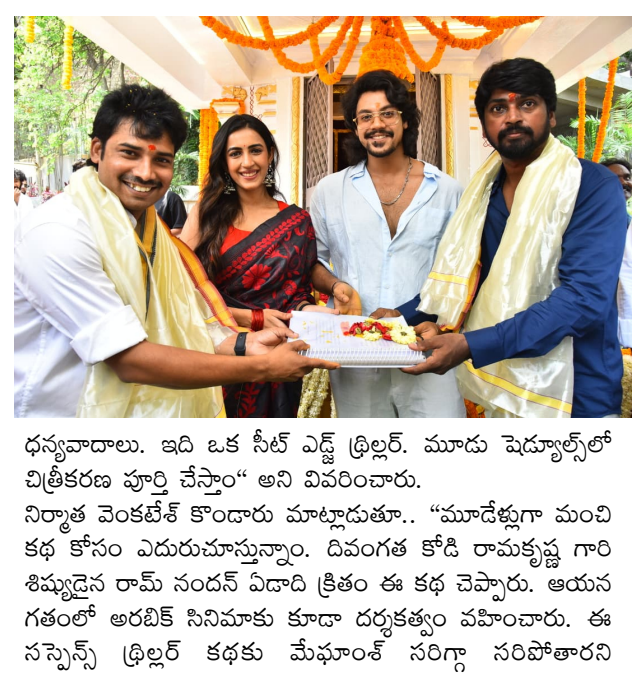 ధన్యవాదాలు. ఇది ఒక సీట్ ఎడ్జ్ థ్రిల్లర్. మూడు షెడ్యూల్స్‌లో
చిత్రీకరణ పూర్తి చేస్తాం“ అని వివరించారు.
నిర్మాత వెంకటేశ్ కొండారు మాట్లాడుతూ.. “మూడేళ్లుగా మంచి
కథ కోసం ఎదురుచూస్తున్నాం. దివంగత కోడి రామకృష్ణ గారి
శిష్యుడైన రామ్ నందన్ ఏడాది క్రితం ఈ కథ చెప్పారు. ఆయన
గతంలో అరబిక్ సినిమాకు కూడా దర్శకత్వం వహించారు. ఈ
సస్పెన్స్ థ్రిల్లర్ కథకు మేఘాంశ్ సరిగ్గా సరిపోతారని